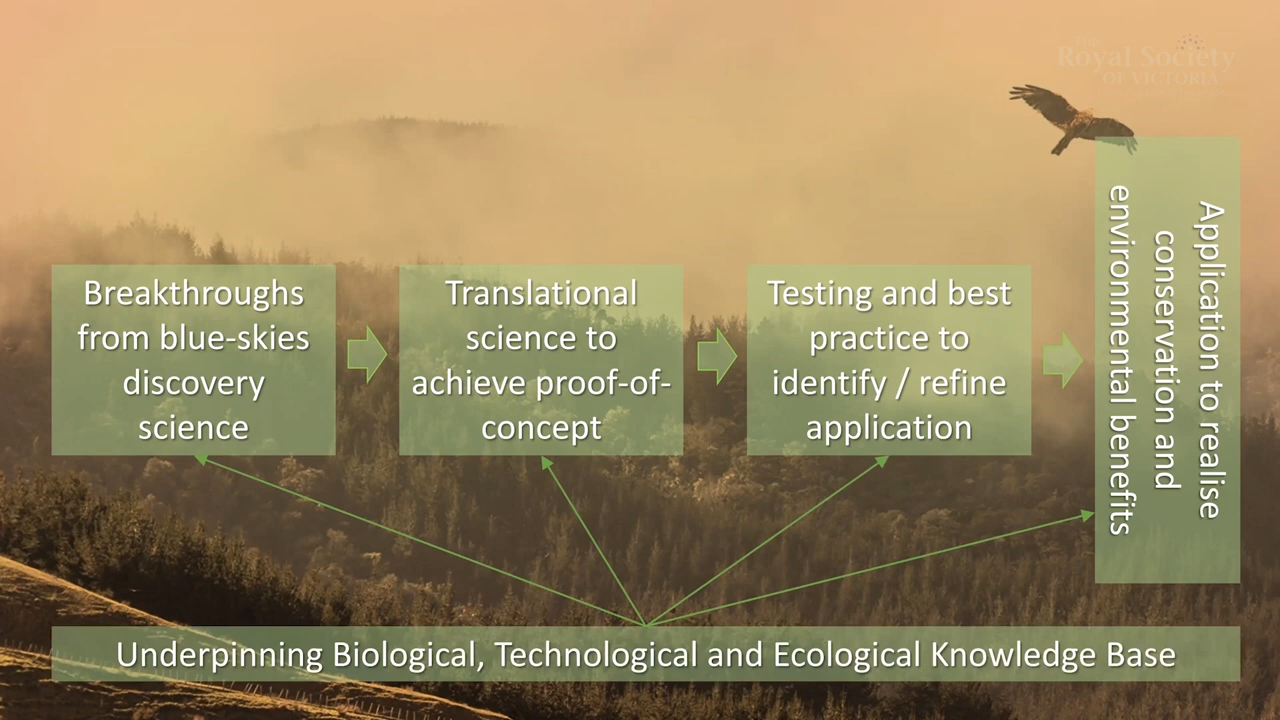 The
Royal Society
OF VICTORIA
Breakthroughs
from blue-skies
discovery
science
Translational
science to
achieve proof-of-
concept
Testing and best
practice to
identify / refine
application
Application to realise
conservation and
environmental benefits
Underpinning Biological, Technological and Ecological Knowledge Base